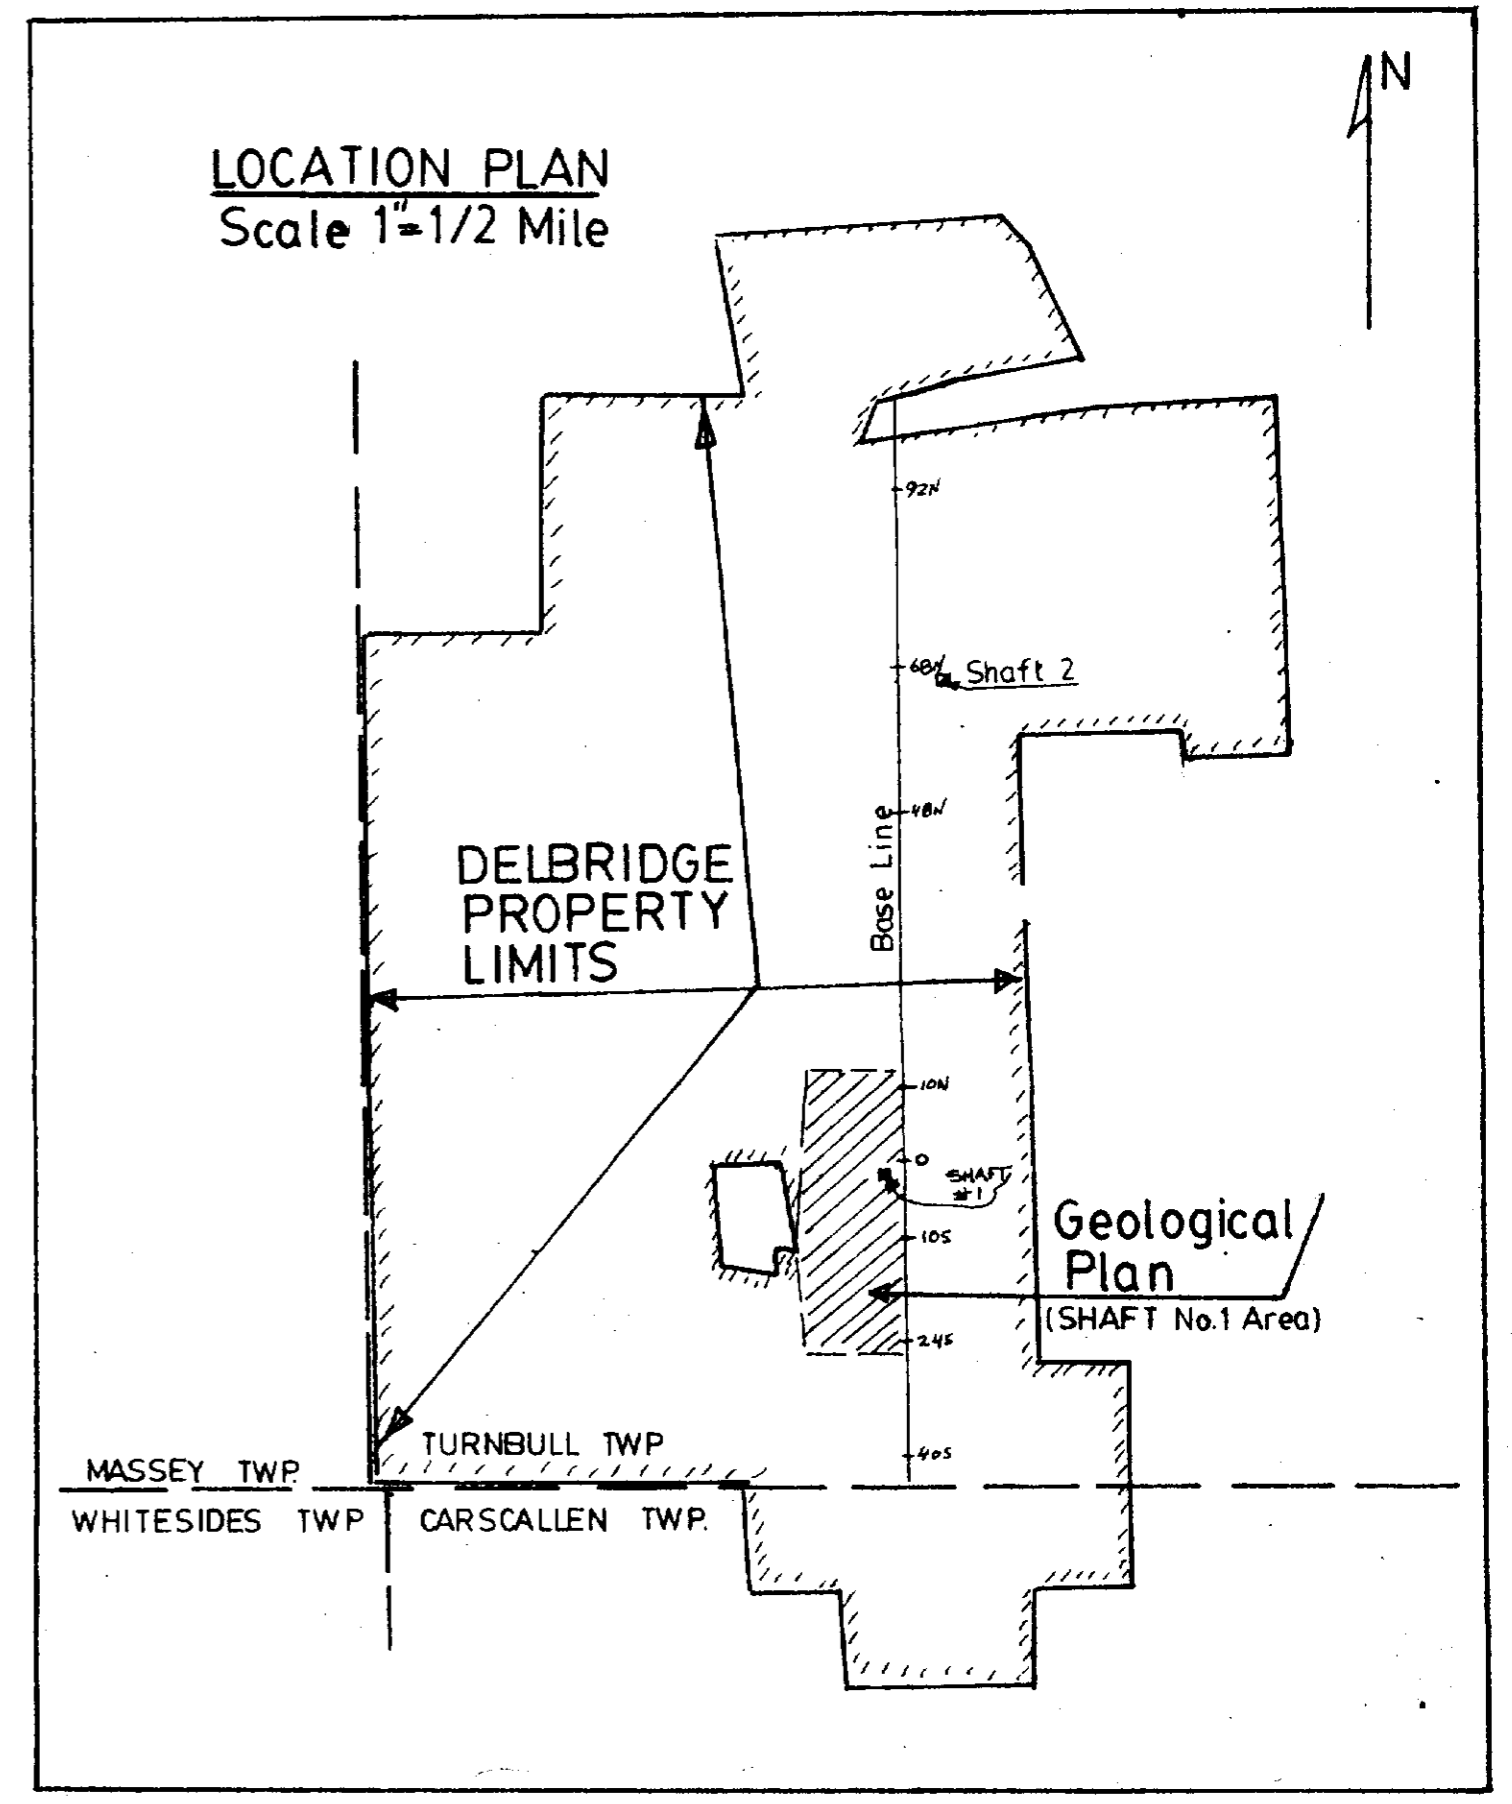 N
LOCATION PLAN
Scale 1"=1/2 Mile
92N
68N
Shaft 2
48N
Base Line
DELBRIDGE
PROPERTY
LIMITS
10N
0
SHAFT
#1
10S
Geological
Plan
(SHAFT No.1 Area)
24S
40S
TURNBULL TWP
MASSEY TWP.
WHITESIDES TWP
CARSCALLEN TWP.